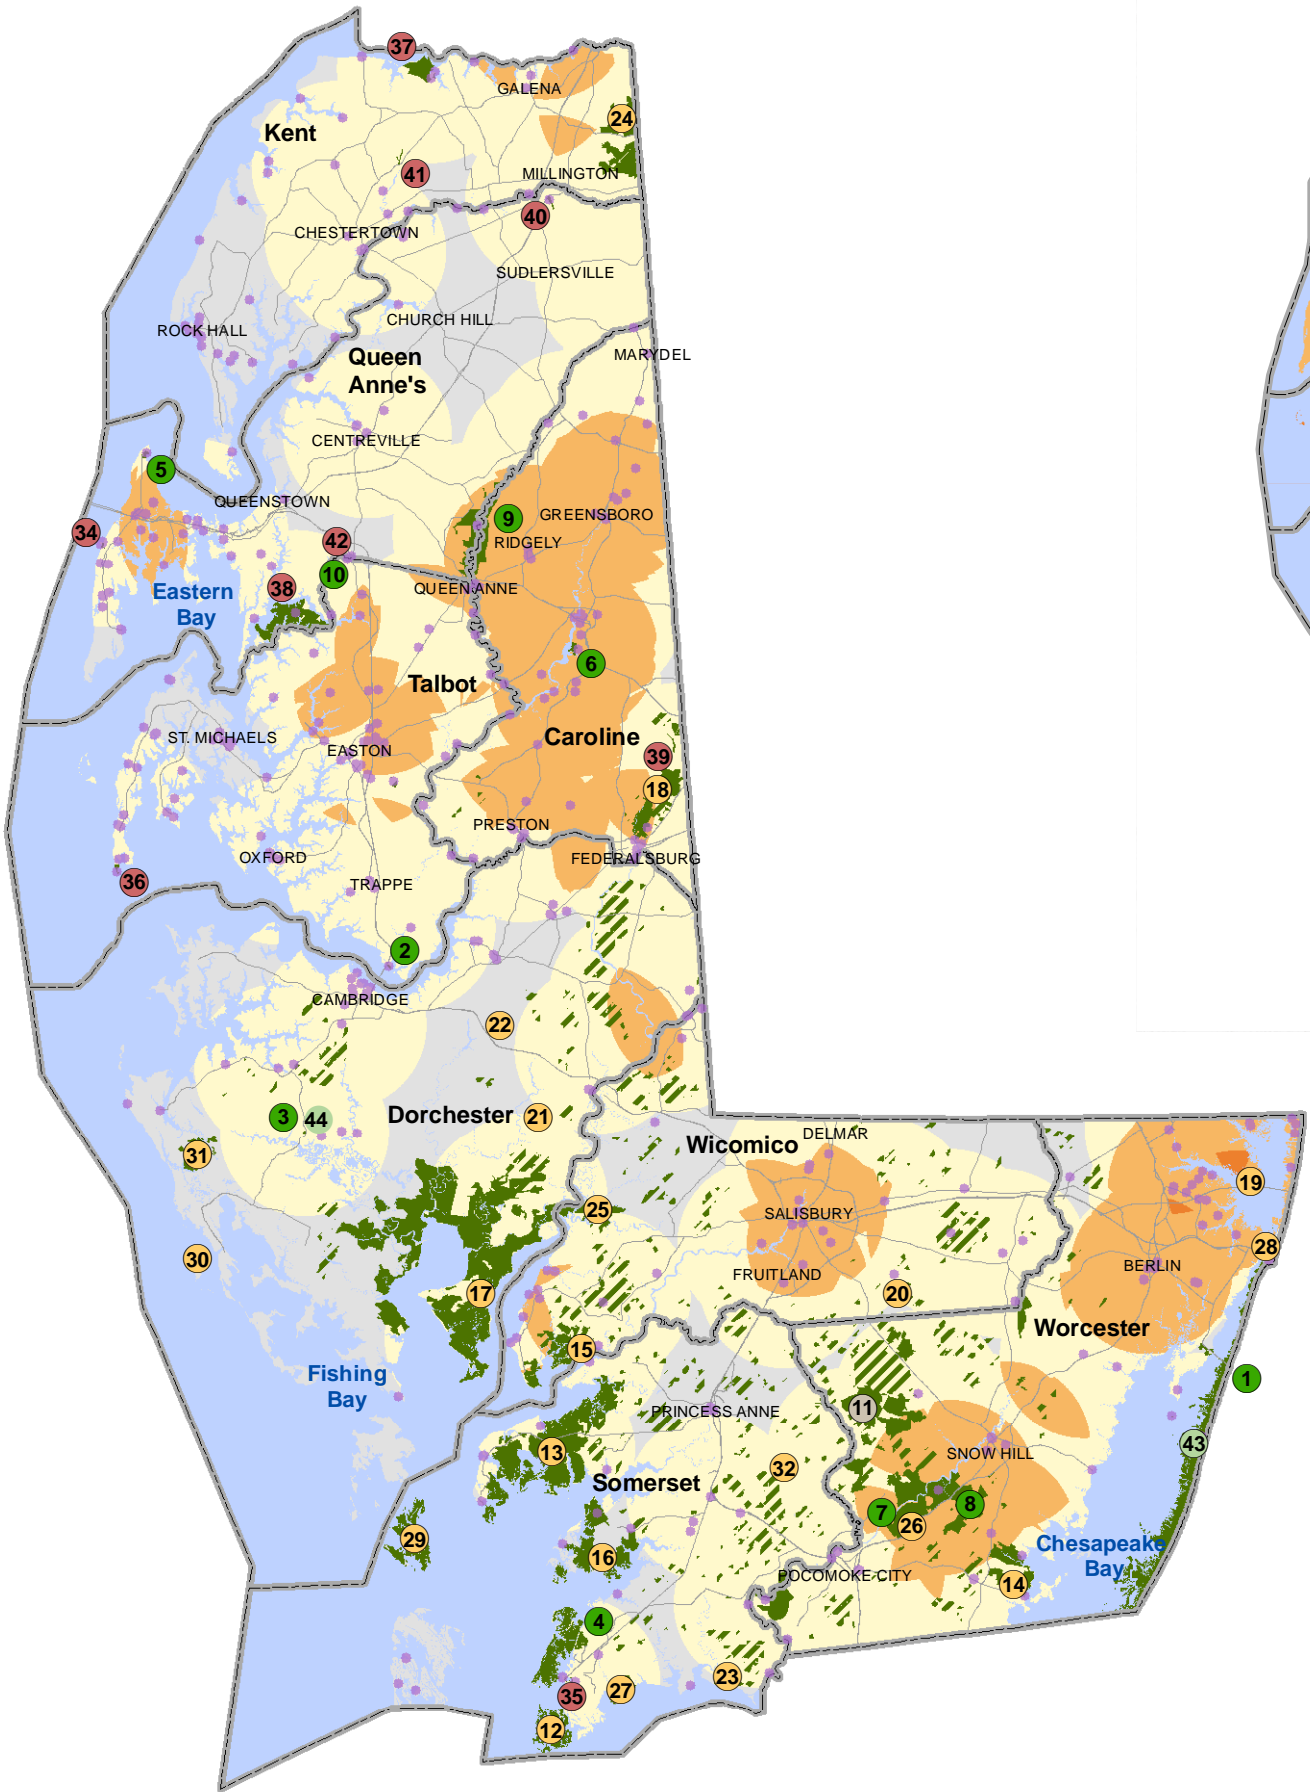 37
GALENA
24
Kent
41
MILLINGTON
40
CHESTERTOWN
SUDLERSVILLE
CHURCH HILL
ROCK HALL
MARYDEL
Queen
Anne's
CENTREVILLE
5
QUEENSTOWN
9
GREENSBORO
34
42
RIDGELY
10
38
QUEEN ANNE
Eastern
Bay
6
Talbot
ST. MICHAELS
Caroline
EASTON
39
18
PRESTON
OXFORD
FEDERALSBURG
36
TRAPPE
2
CAMBRIDGE
22
3
44
Dorchester
21
DELMAR
Wicomico
31
19
25
SALISBURY
28
30
BERLIN
FRUITLAND
17
20
Worcester
15
Fishing
Bay
1
PRINCESS ANNE
11
43
13
SNOW HILL
32
Somerset
7
8
26
29
Chesapeake
Bay
16
POCOMOKE CITY
14
4
23
27
35
12